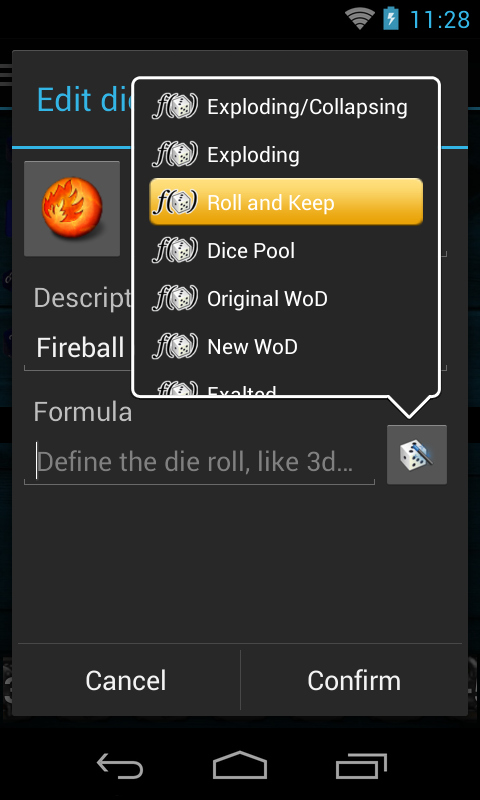 11:28
Edit di
Exploding/Collapsing
Exploding
Roll and Keep
Dice Pool
Original WoD
New WoD
Exalted
Descript
Fireball
Formula
Define the die roll, like 3d...
Cancel
Confirm